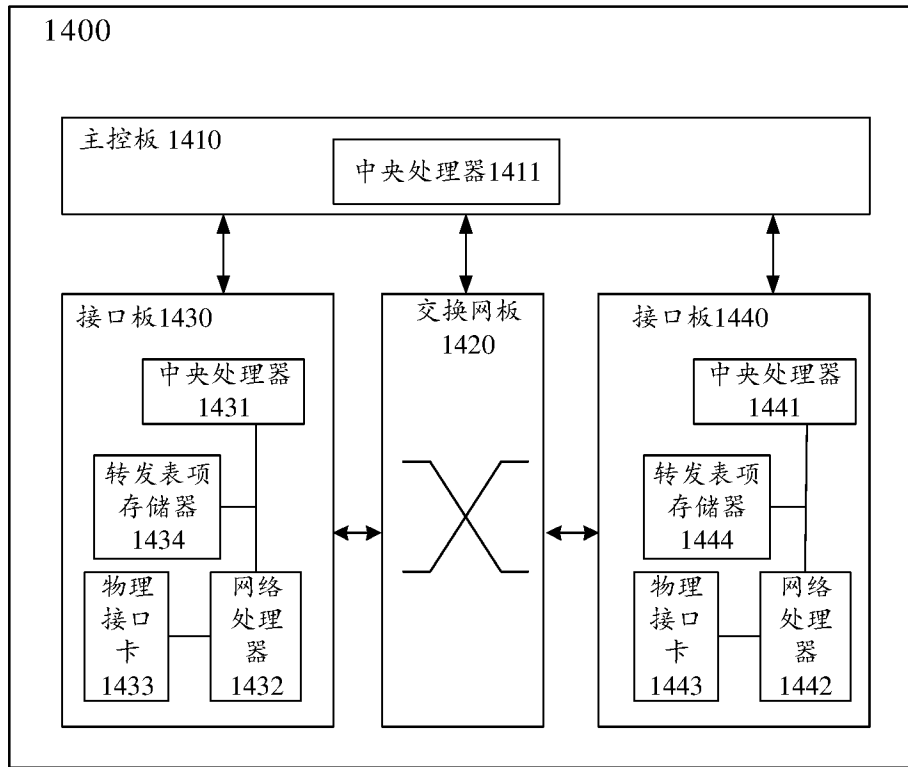 1400
主控板 1410
中央处理器1411
接口板1430
中央处理器
1431
转发表项
存储器
1434
物理
接口
卡
1433
网络
处理
器
1432
交换网板
1420
接口板1440
中央处理器
1441
转发表项
存储器
1444
物理
接口
卡
1443
网络
处理
器
1442